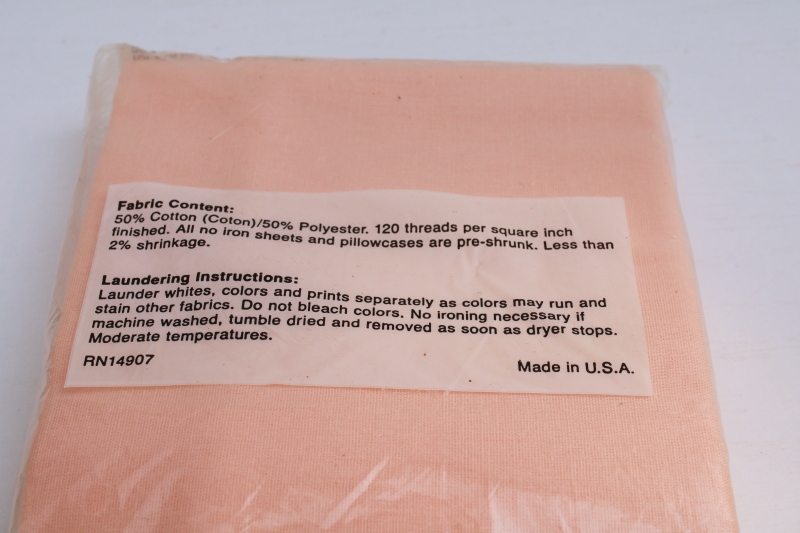 Fabric Content:
50% Cotton (Coton)/50% Polyester. 120 threads per square inch
finished. All no iron sheets and pillowcases are pre-shrunk. Less than
2% shrinkage.
Laundering Instructions:
Launder whites, colors and prints separately as colors may run and
stain other fabrics. Do not bleach colors. No ironing necessary if
machine washed, tumble dried and removed as soon as dryer stops.
Moderate temperatures.
RN14907
Made in U.S.A.